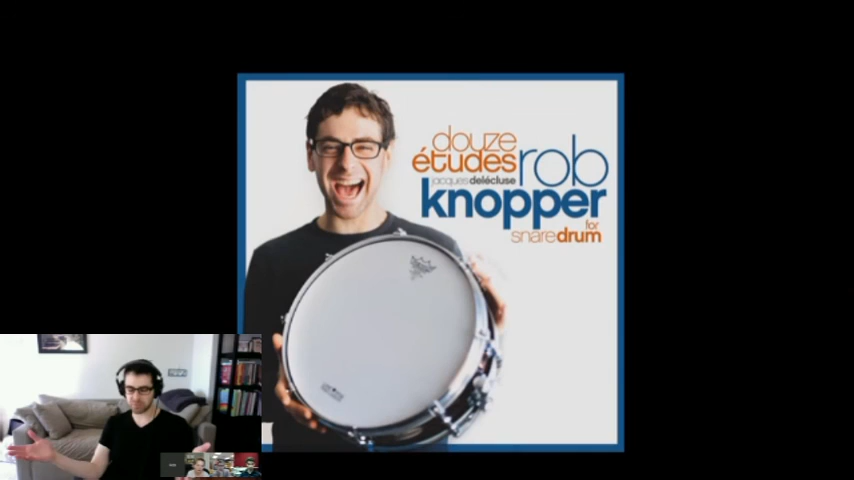 douze
études
rob
jacques delécluse
knopper
for
snare drum